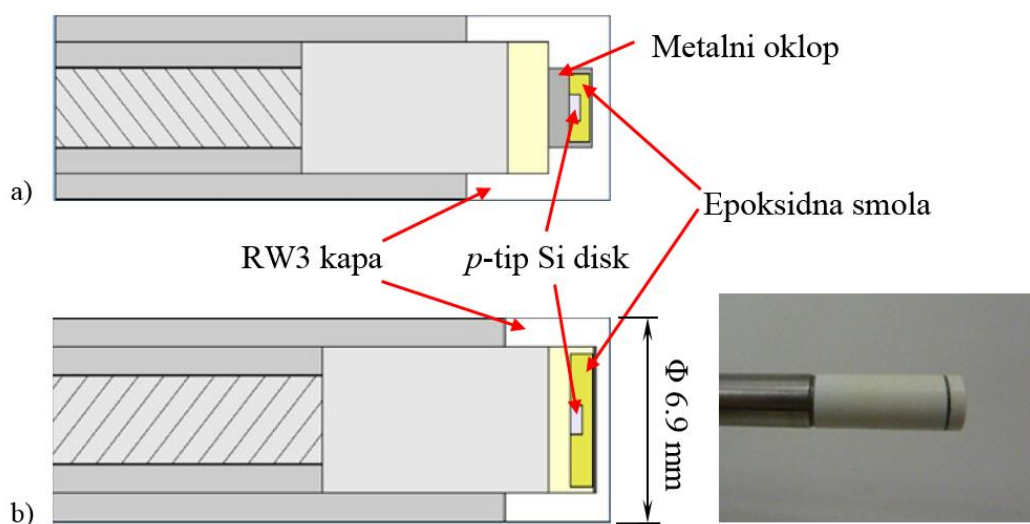 Metalni oklop
a)
Epoksidna smola
RW3 kapa
p-tip Si disk
Φ 6.9 mm
b)